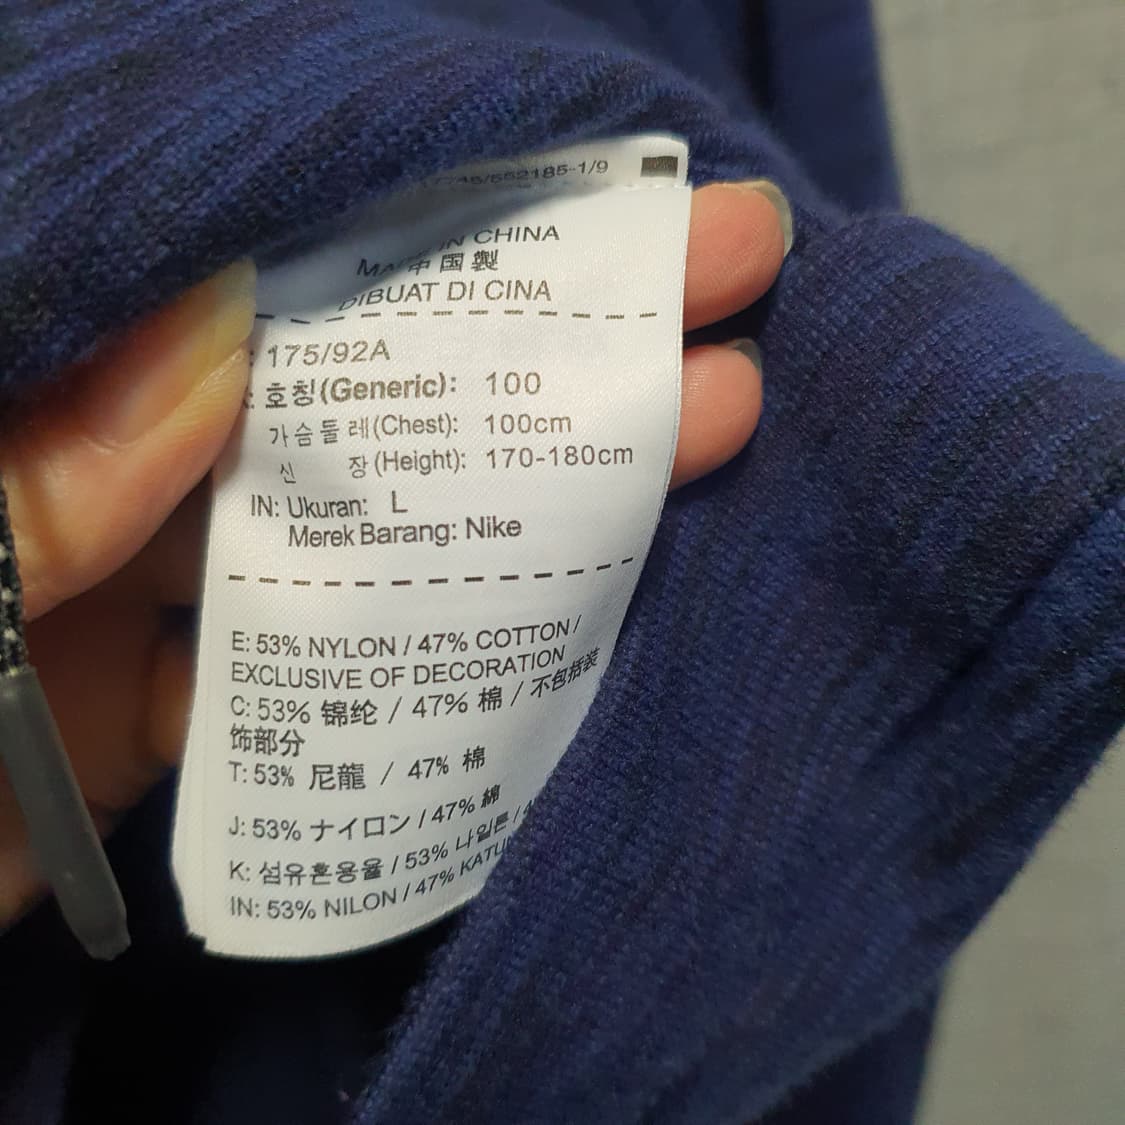 552185-1/9
IN CHINA
中国製
DIBUAT DI CINA
: 175/92A
: 호칭(Generic): 100
가슴둘레(Chest): 100cm
신 장(Height): 170-180cm
IN: Ukuran: L
Merek Barang: Nike
E: 53% NYLON / 47% COTTON /
EXCLUSIVE OF DECORATION
C: 53% 锦纶 / 47% 棉 / 不包括装
饰部分
T: 53% 尼龍 / 47% 棉
J: 53% ナイロン / 47% 綿
K: 섬유혼용율 / 53% 나일론 /
IN: 53% NILON / 47%